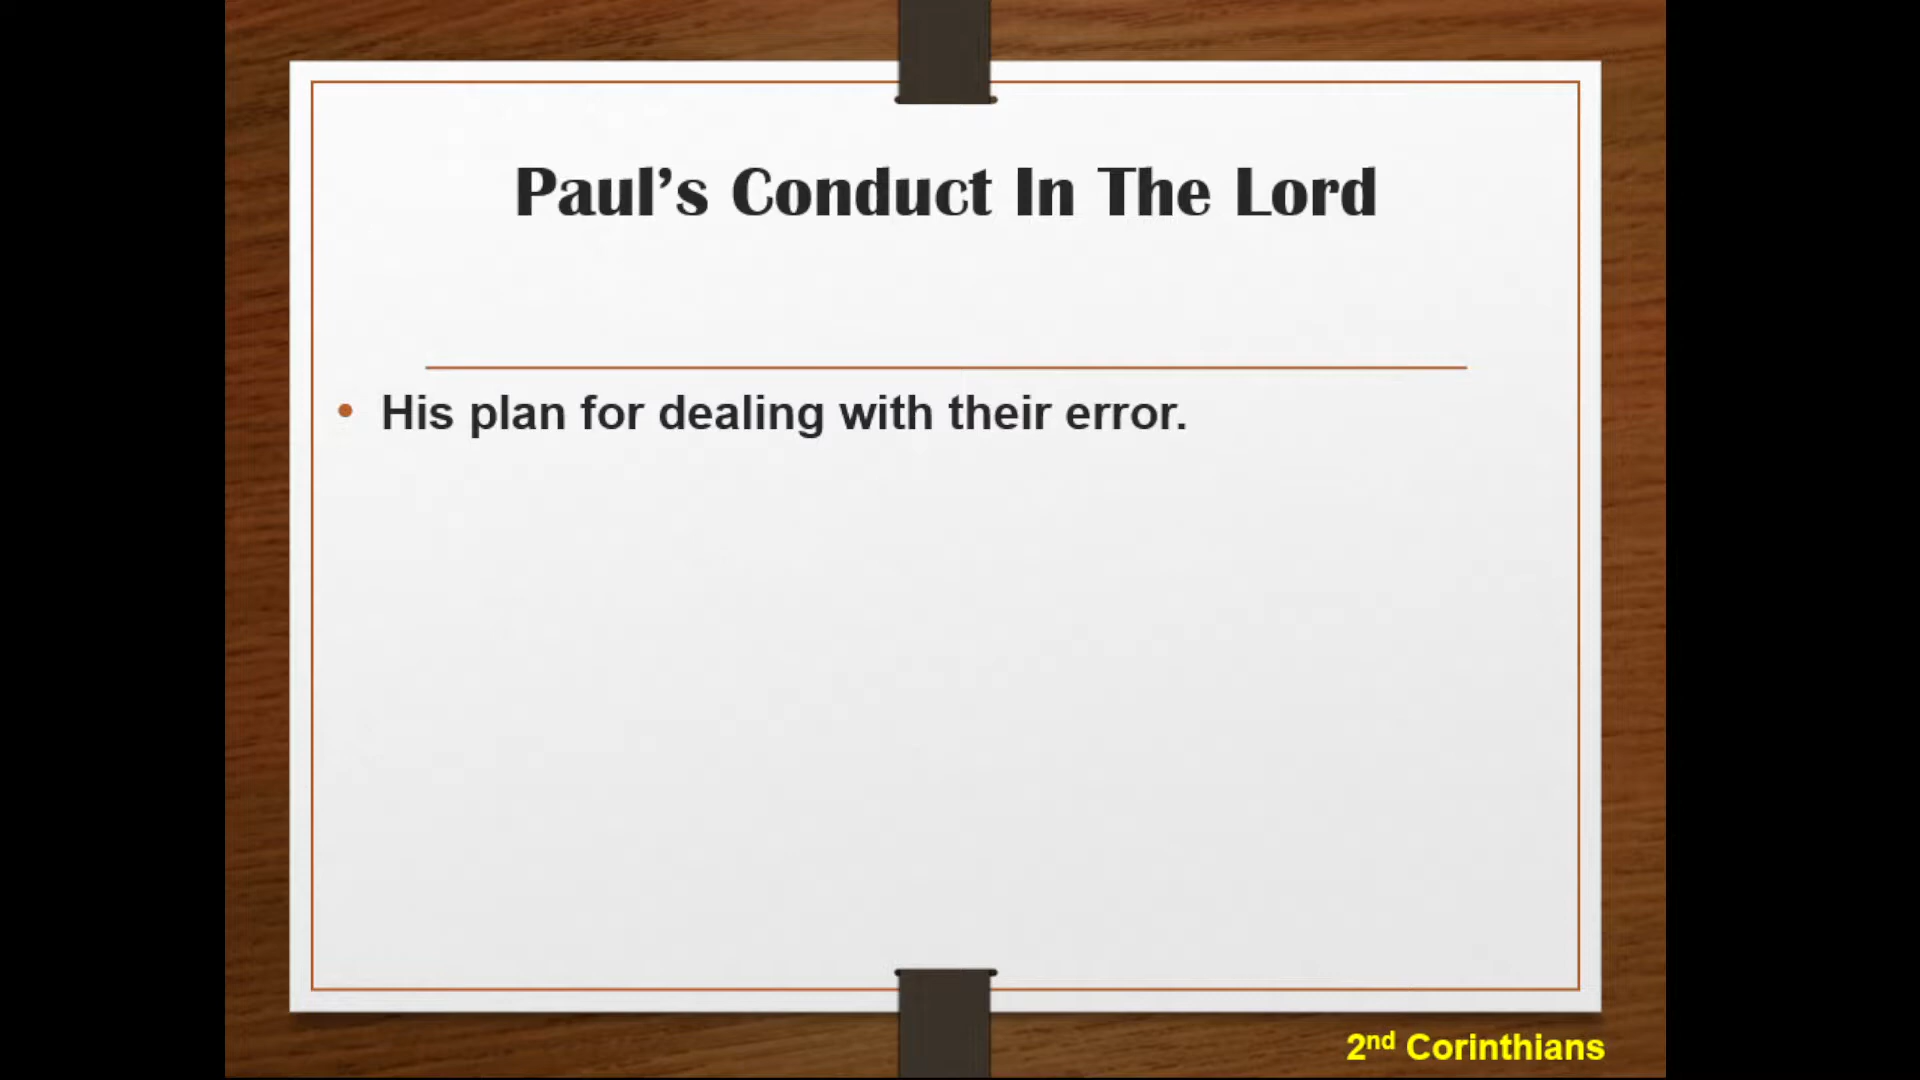 Paul’s Conduct In The Lord
• His plan for dealing with their error.
2nd Corinthians